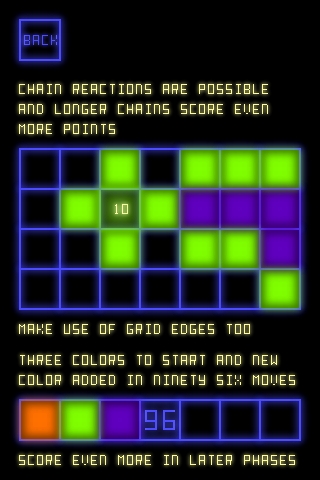 BACK
CHAIN REACTIONS ARE POSSIBLE
AND LONGER CHAINS SCORE EVEN
MORE POINTS
10
MAKE USE OF GRID EDGES TOO
THREE COLORS TO START AND NEW
COLOR ADDED IN NINETY SIX MOVES
96
SCORE EVEN MORE IN LATER PHASES